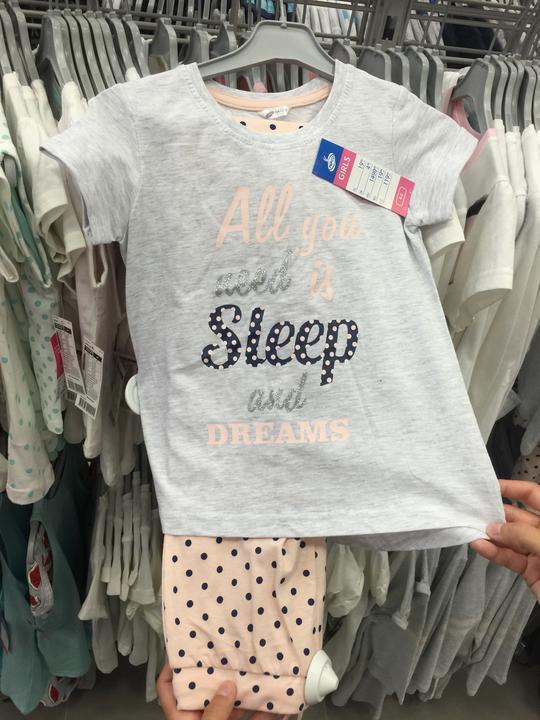 All you
need is
Sleep
and
DREAMS
GIRLS